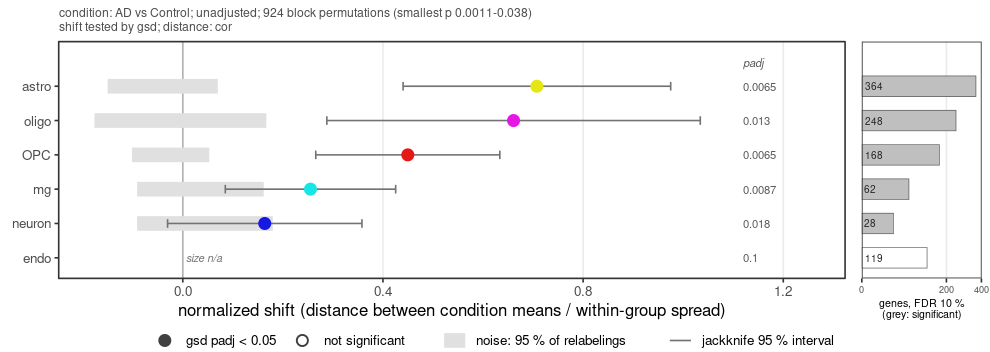 condition: AD vs Control; unadjusted; 924 block permutations (smallest p 0.0011-0.038)
shift tested by gsd; distance: cor
padj
astro 0.0065 364
oligo 0.013 248
OPC 0.0065 168
mg 0.0087 62
neuron 0.018 28
endo size n/a 0.1 119
0.0 0.4 0.8 1.2 0 200 400
normalized shift (distance between condition means / within-group spread)
genes, FDR 10 %
(grey: significant)
gsd padj < 0.05 not significant noise: 95 % of relabelings jackknife 95 % interval